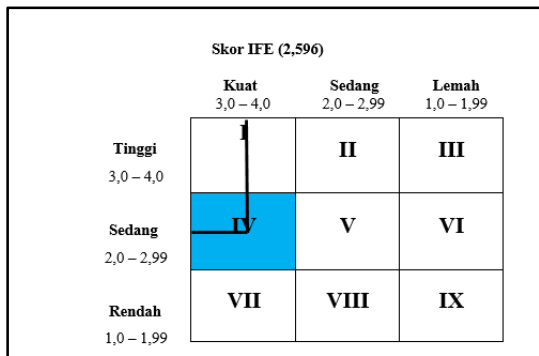 Skor IFE (2,596)
Kuat Sedang Lemah
3,0 – 4,0 2,0 – 2,99 1,0 – 1,99
Tinggi
3,0 – 4,0
I II III
Sedang
2,0 – 2,99
IV V VI
Rendah
1,0 – 1,99
VII VIII IX